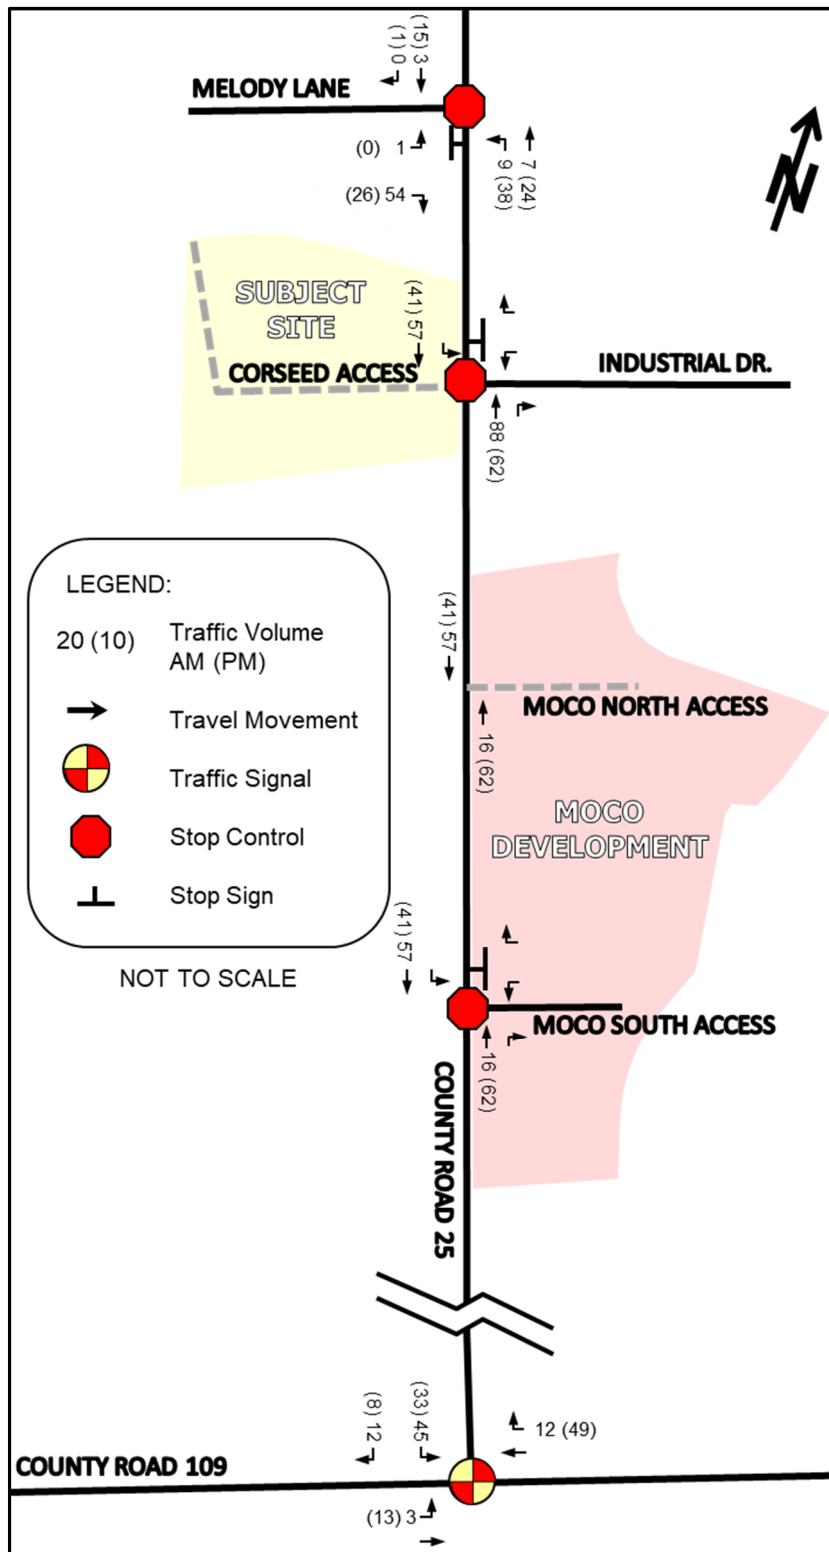 (15) 3
(1) 0
MELODY LANE
(0) 1
7 (24)
9 (38)
N
(26) 54
SUBJECT
SITE
(41) 57
CORSEED ACCESS
INDUSTRIAL DR.
88 (62)
LEGEND:
20 (10)
Traffic Volume
AM (PM)
Travel Movement
Traffic Signal
Stop Control
Stop Sign
NOT TO SCALE
(41) 57
MOCO NORTH ACCESS
16 (62)
MOCO
DEVELOPMENT
(41) 57
MOCO SOUTH ACCESS
16 (62)
COUNTY ROAD 25
(8) 12
(33) 45
12 (49)
COUNTY ROAD 109
(13) 3